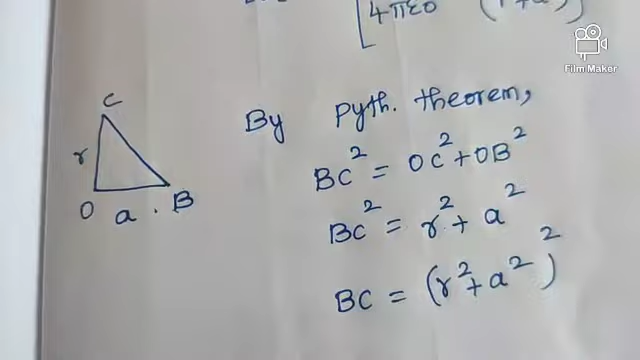 4πε0
Film Maker
C
r
O a . B
By Pyth. theorem,
BC² = OC² + OB²
BC² = r² + a²
BC = (r² + a²)²